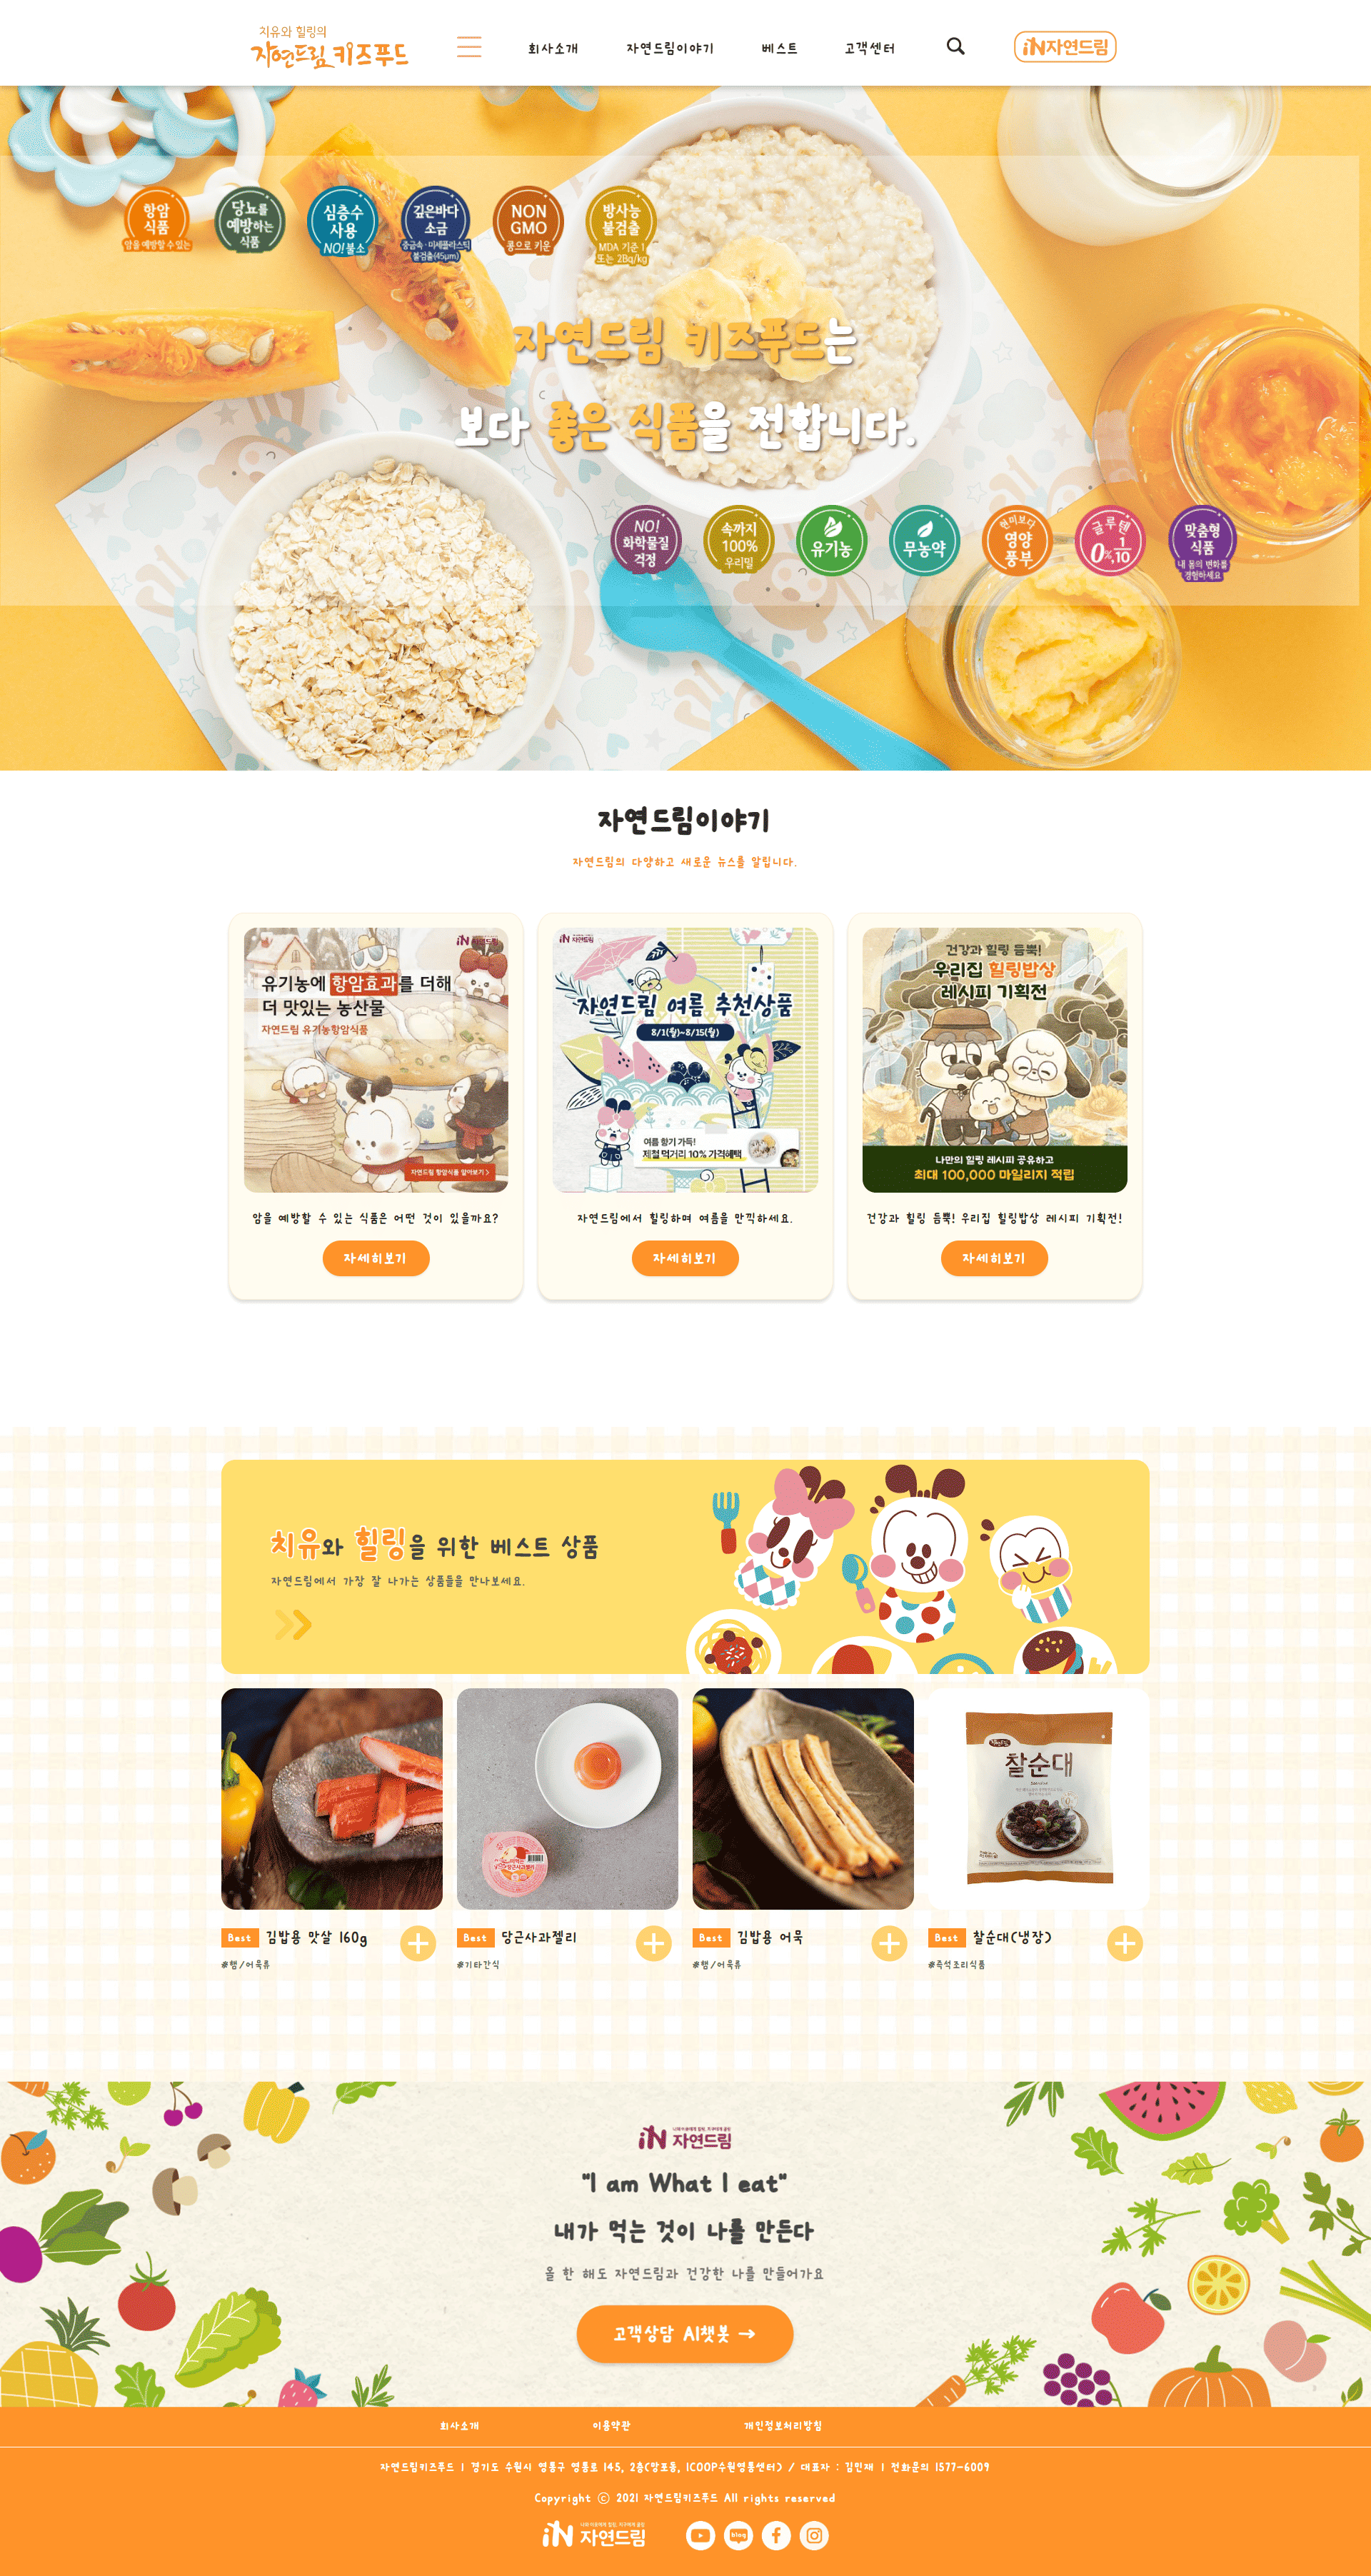 치유와 힐링의
자연드림키즈푸드
회사소개
자연드림이야기
베스트
고객센터
iN자연드림
항암
식품
암을 예방할 수 있는
당뇨를
예방하는
식품
심층수
사용
NO!불소
깊은바다
소금
중금속·미세플라스틱
불검출(45μm)
NON
GMO
콩으로 키운
방사능
불검출
MDA 기준 1
또는 2Bq/kg
자연드림 키즈푸드는
보다 좋은 식품을 전합니다.
NO!
화학물질
걱정
속까지
100%
우리밀
유기농
무농약
현미보다
영양
풍부
글루텐
0%, 1/10
맞춤형
식품
내 몸의 변화를
경험하세요
자연드림이야기
자연드림의 다양하고 새로운 뉴스를 알립니다.
iN 자연드림
유기농에 항암효과를 더해
더 맛있는 농산물
자연드림 유기농항암식품
자연드림 항암식품 알아보기 >
암을 예방할 수 있는 식품은 어떤 것이 있을까요?
자세히보기
iN 자연드림
자연드림 여름 추천상품
8/1(월)~8/15(월)
여름 향기 가득!
제철 먹거리 10% 가격혜택
자연드림에서 힐링하며 여름을 만끽하세요.
자세히보기
건강과 힐링 듬뿍!
우리집 힐링밥상
레시피 기획전
나만의 힐링 레시피 공유하고
최대 100,000 마일리지 적립
건강과 힐링 듬뿍! 우리집 힐링밥상 레시피 기획전!
자세히보기
치유와 힐링을 위한 베스트 상품
자연드림에서 가장 잘 나가는 상품들을 만나보세요.
당근사과젤리
찰순대
Best 김밥용 맛살 160g
#햄/어묵류
Best 당근사과젤리
#기타간식
Best 김밥용 어묵
#햄/어묵류
Best 찰순대(냉장)
#즉석조리식품
iN 자연드림
"I am What I eat"
내가 먹는 것이 나를 만든다
올 한 해도 자연드림과 건강한 나를 만들어가요
고객상담 AI챗봇 →
회사소개
이용약관
개인정보처리방침
자연드림키즈푸드 | 경기도 수원시 영통구 영통로 145, 2층(망포동, ICOOP수원영통센터) / 대표자 : 김민재 | 전화문의 1577-6009
Copyright ⓒ 2021 자연드림키즈푸드 All rights reserved
iN 자연드림
blog